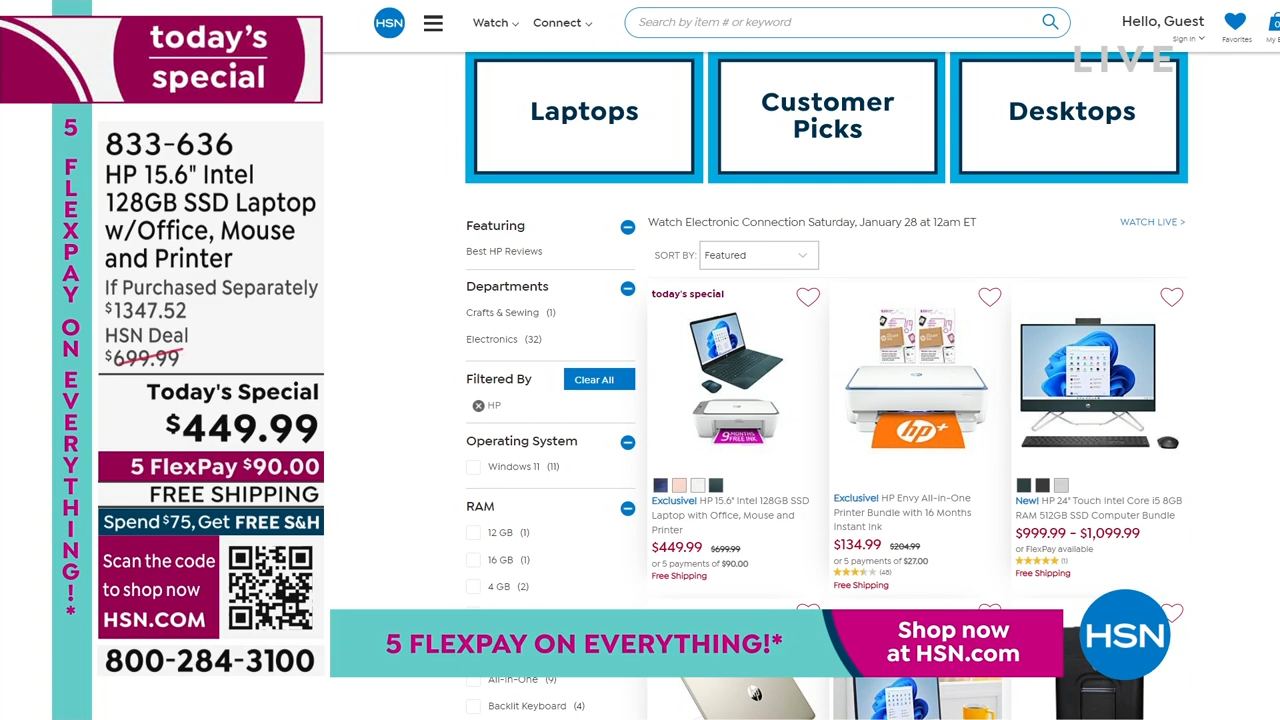 today's
special
5 FLEXPAY ON EVERYTHING!*
833-636
HP 15.6" Intel
128GB SSD Laptop
w/Office, Mouse
and Printer
If Purchased Separately
$1347.52
HSN Deal
$699.99
Today's Special
$449.99
5 FlexPay $90.00
FREE SHIPPING
Spend $75, Get FREE S&H
Scan the code
to shop now
HSN.COM
800-284-3100
HSN
Watch
Connect
Search by item # or keyword
Hello, Guest
Sign In
Favorites
0
LIVE
Laptops
Customer
Picks
Desktops
Featuring
Best HP Reviews
Departments
Crafts & Sewing (1)
Electronics (32)
Filtered By
Clear All
HP
Operating System
Windows 11 (11)
RAM
12 GB (1)
16 GB (1)
4 GB (2)
All-in-One (9)
Backlit Keyboard (4)
Watch Electronic Connection Saturday, January 28 at 12am ET
WATCH LIVE >
SORT BY: Featured
today's special
9 MONTHS
FREE INK
Exclusive! HP 15.6" Intel 128GB SSD
Laptop with Office, Mouse and
Printer
$449.99 $699.99
or 5 payments of $90.00
Free Shipping
hp+
Exclusive! HP Envy All-in-One
Printer Bundle with 16 Months
Instant Ink
$134.99 $204.99
or 5 payments of $27.00
(48)
Free Shipping
New! HP 24" Touch Intel Core i5 8GB
RAM 512GB SSD Computer Bundle
$999.99 - $1,099.99
or FlexPay available
(1)
Free Shipping
5 FLEXPAY ON EVERYTHING!*
Shop now
at HSN.com
HSN